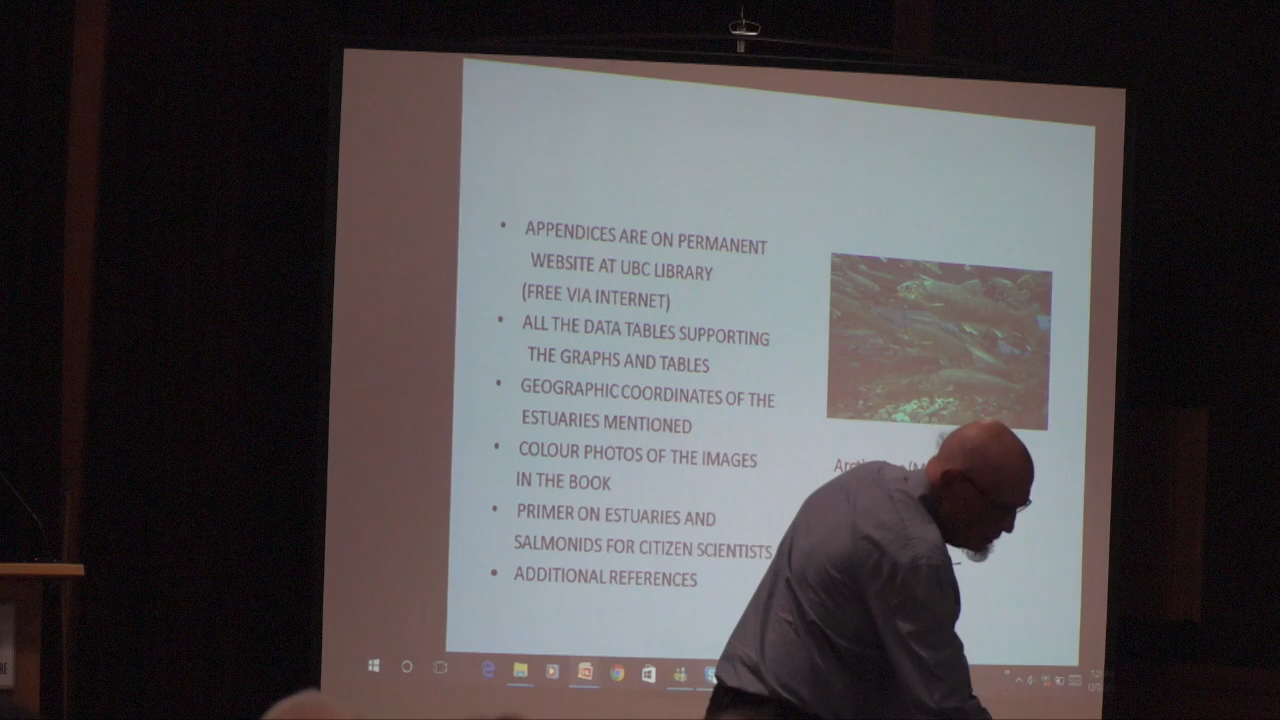 • APPENDICES ARE ON PERMANENT
WEBSITE AT UBC LIBRARY
(FREE VIA INTERNET)
• ALL THE DATA TABLES SUPPORTING
THE GRAPHS AND TABLES
• GEOGRAPHIC COORDINATES OF THE
ESTUARIES MENTIONED
• COLOUR PHOTOS OF THE IMAGES
IN THE BOOK
• PRIMER ON ESTUARIES AND
SALMONIDS FOR CITIZEN SCIENTISTS
• ADDITIONAL REFERENCES